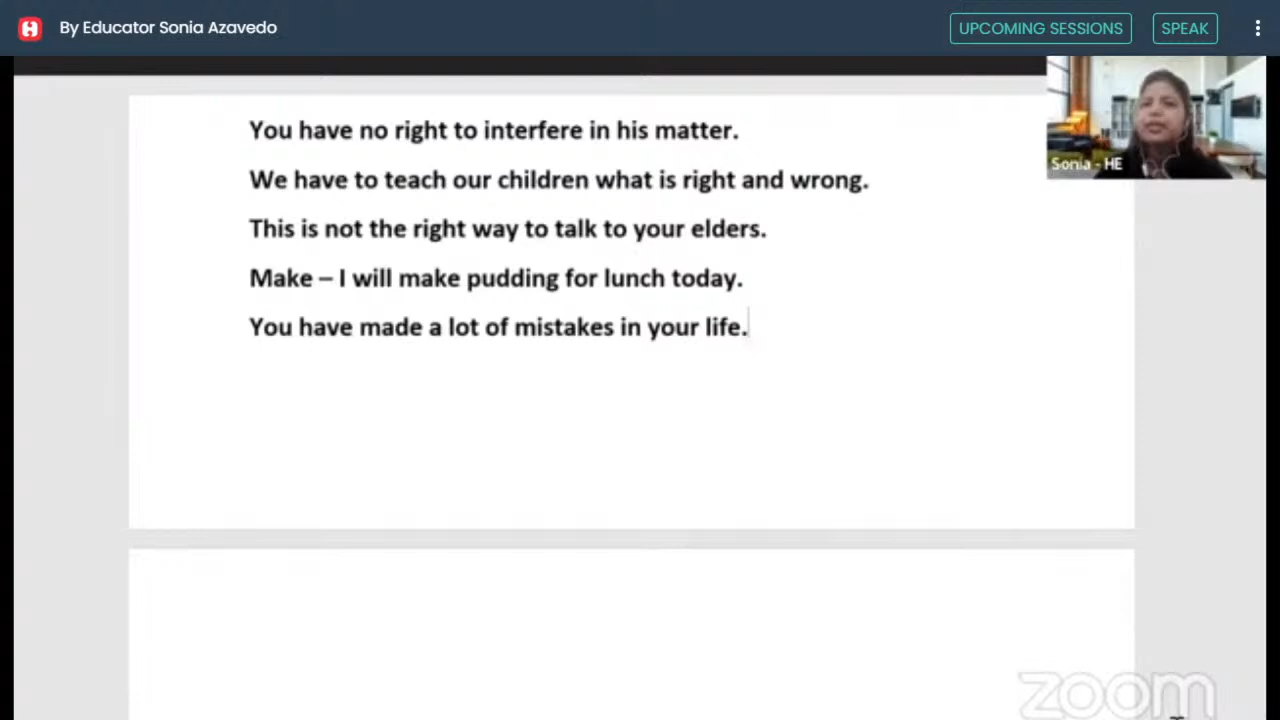 By Educator Sonia Azavedo
UPCOMING SESSIONS
SPEAK
Sonia - HE
You have no right to interfere in his matter.
We have to teach our children what is right and wrong.
This is not the right way to talk to your elders.
Make – I will make pudding for lunch today.
You have made a lot of mistakes in your life.
zoom